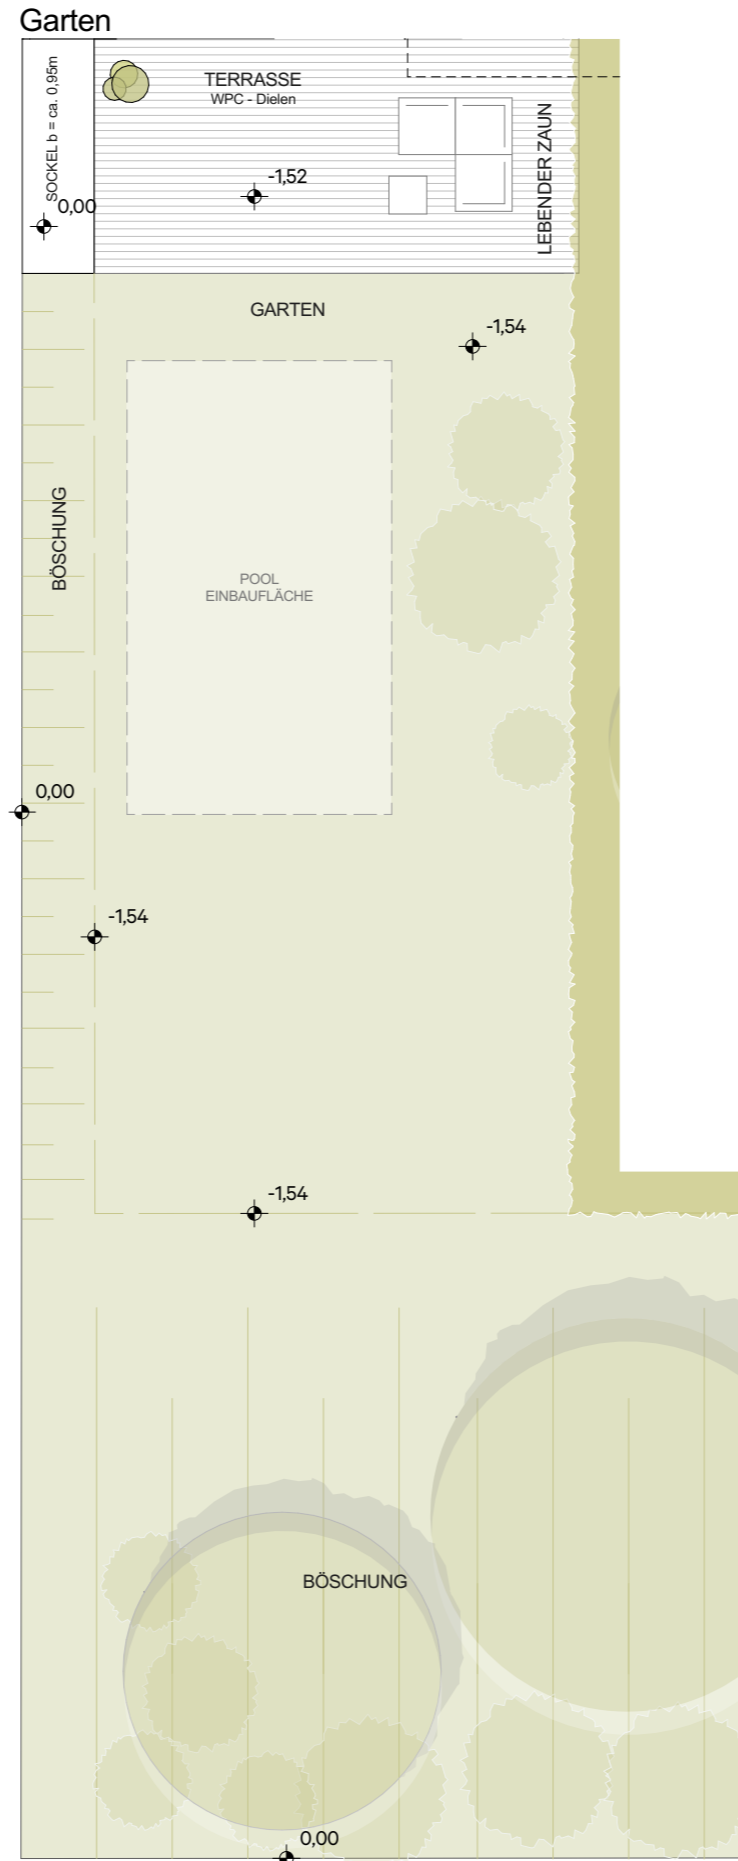 Garten
SOCKEL b = ca. 0,95m
TERRASSE
WPC - Dielen
LEBENDER ZAUN
-1,52
0,00
GARTEN
-1,54
BÖSCHUNG
POOL
EINBAUFLÄCHE
0,00
-1,54
-1,54
BÖSCHUNG
0,00